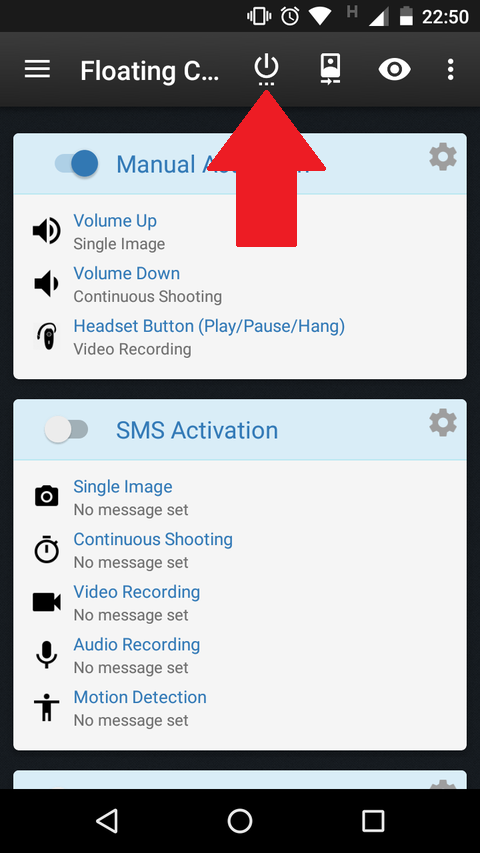 H 22:50
Floating C...
Manual A
Volume Up
Single Image
Volume Down
Continuous Shooting
Headset Button (Play/Pause/Hang)
Video Recording
SMS Activation
Single Image
No message set
Continuous Shooting
No message set
Video Recording
No message set
Audio Recording
No message set
Motion Detection
No message set